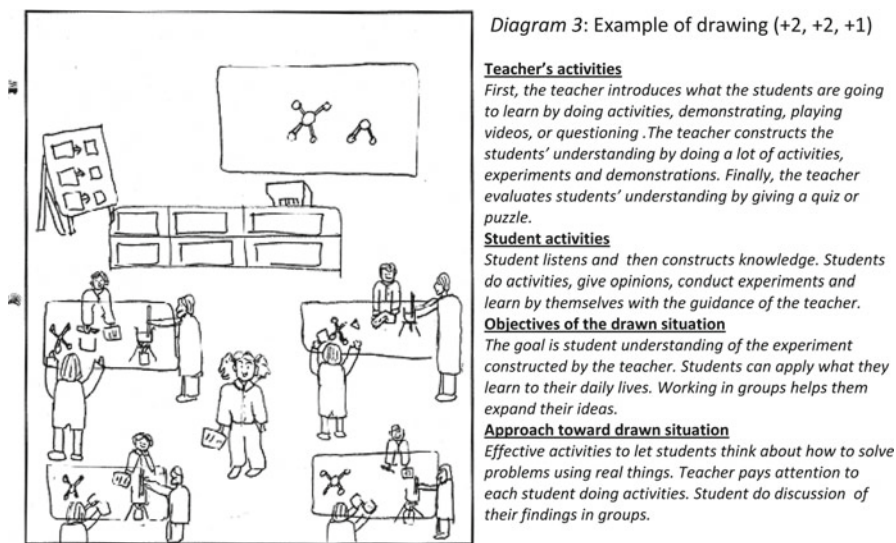 Diagram 3: Example of drawing (+2, +2, +1)
Teacher's activities
First, the teacher introduces what the students are going
to learn by doing activities, demonstrating, playing
videos, or questioning .The teacher constructs the
students' understanding by doing a lot of activities,
experiments and demonstrations. Finally, the teacher
evaluates students' understanding by giving a quiz or
puzzle.
Student activities
Student listens and then constructs knowledge. Students
do activities, give opinions, conduct experiments and
learn by themselves with the guidance of the teacher.
Objectives of the drawn situation
The goal is student understanding of the experiment
constructed by the teacher. Students can apply what they
learn to their daily lives. Working in groups helps them
expand their ideas.
Approach toward drawn situation
Effective activities to let students think about how to solve
problems using real things. Teacher pays attention to
each student doing activities. Student do discussion of
their findings in groups.